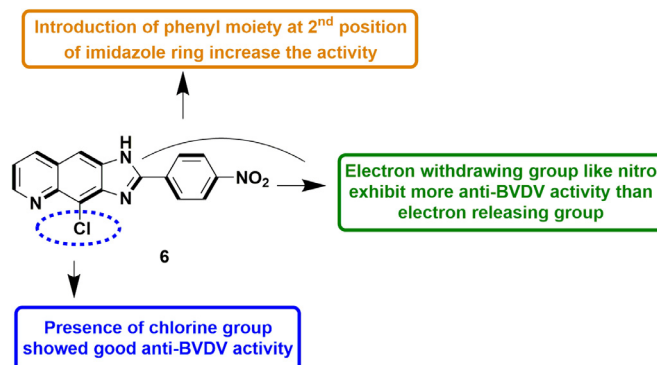 Introduction of phenyl moiety at 2nd position
of imidazole ring increase the activity
H
N
N
N
NO2
Cl
6
Electron withdrawing group like nitro
exhibit more anti-BVDV activity than
electron releasing group
Presence of chlorine group
showed good anti-BVDV activity